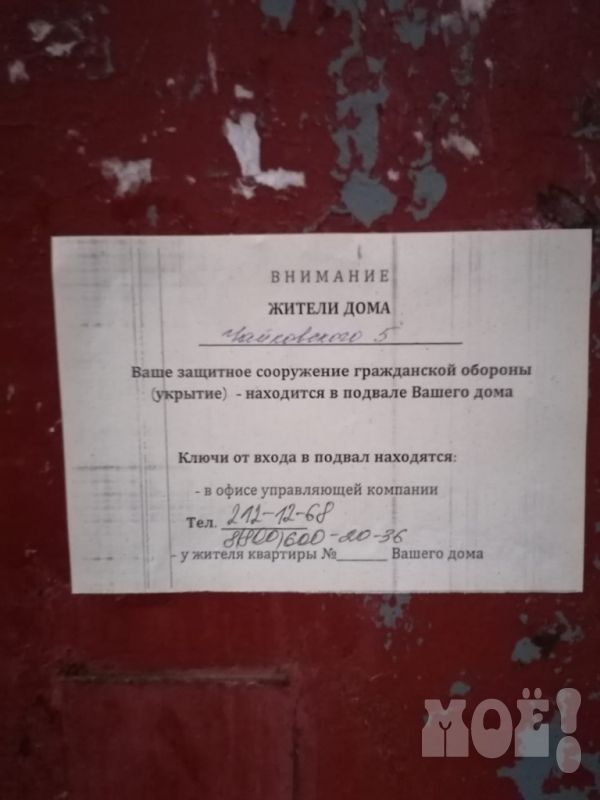 ВНИМАНИЕ
ЖИТЕЛИ ДОМА
Чайковского 5
Ваше защитное сооружение гражданской обороны
(укрытие) - находится в подвале Вашего дома
Ключи от входа в подвал находятся:
- в офисе управляющей компании
Тел. 212-12-68
8(800)600-20-36
- у жителя квартиры №______ Вашего дома
МОЁ!